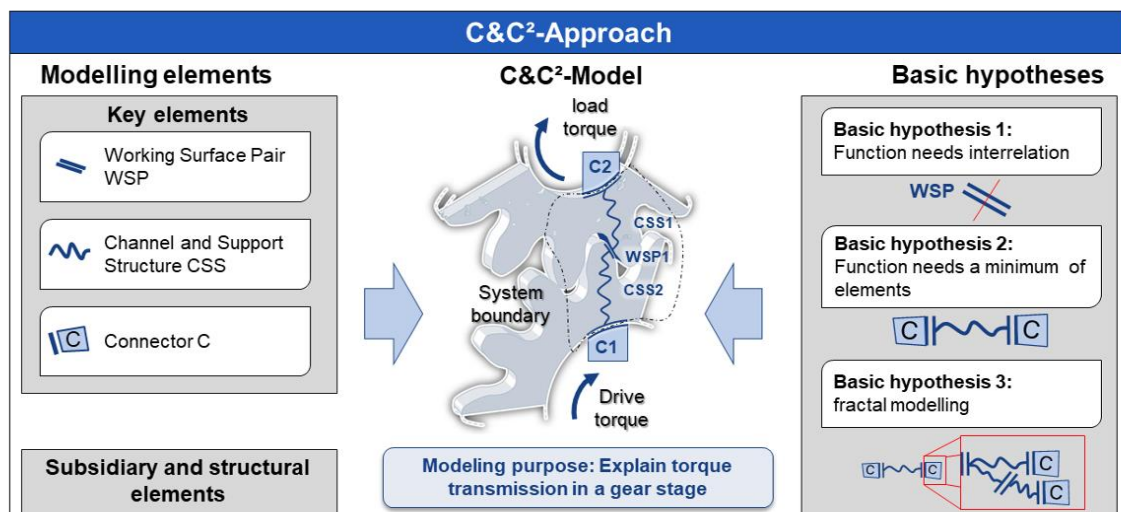 C&C²-Approach
Modelling elements
Key elements
Working Surface Pair
WSP
Channel and Support
Structure CSS
C
Connector C
Subsidiary and structural
elements
C&C²-Model
load
torque
C2
CSS1
WSP1
CSS2
System
boundary
C1
Drive
torque
Modeling purpose: Explain torque
transmission in a gear stage
Basic hypotheses
Basic hypothesis 1:
Function needs interrelation
WSP
Basic hypothesis 2:
Function needs a minimum of
elements
C C
Basic hypothesis 3:
fractal modelling
C C
C
C